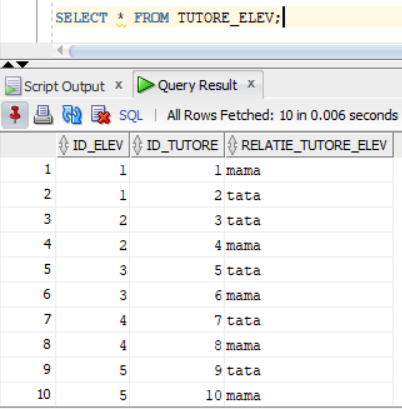 SELECT * FROM TUTORE_ELEV;
Script Output x Query Result x
SQL | All Rows Fetched: 10 in 0.006 seconds
ID_ELEV ID_TUTORE RELATIE_TUTORE_ELEV
1 1 1 mama
2 1 2 tata
3 2 3 tata
4 2 4 mama
5 3 5 tata
6 3 6 mama
7 4 7 tata
8 4 8 mama
9 5 9 tata
10 5 10 mama